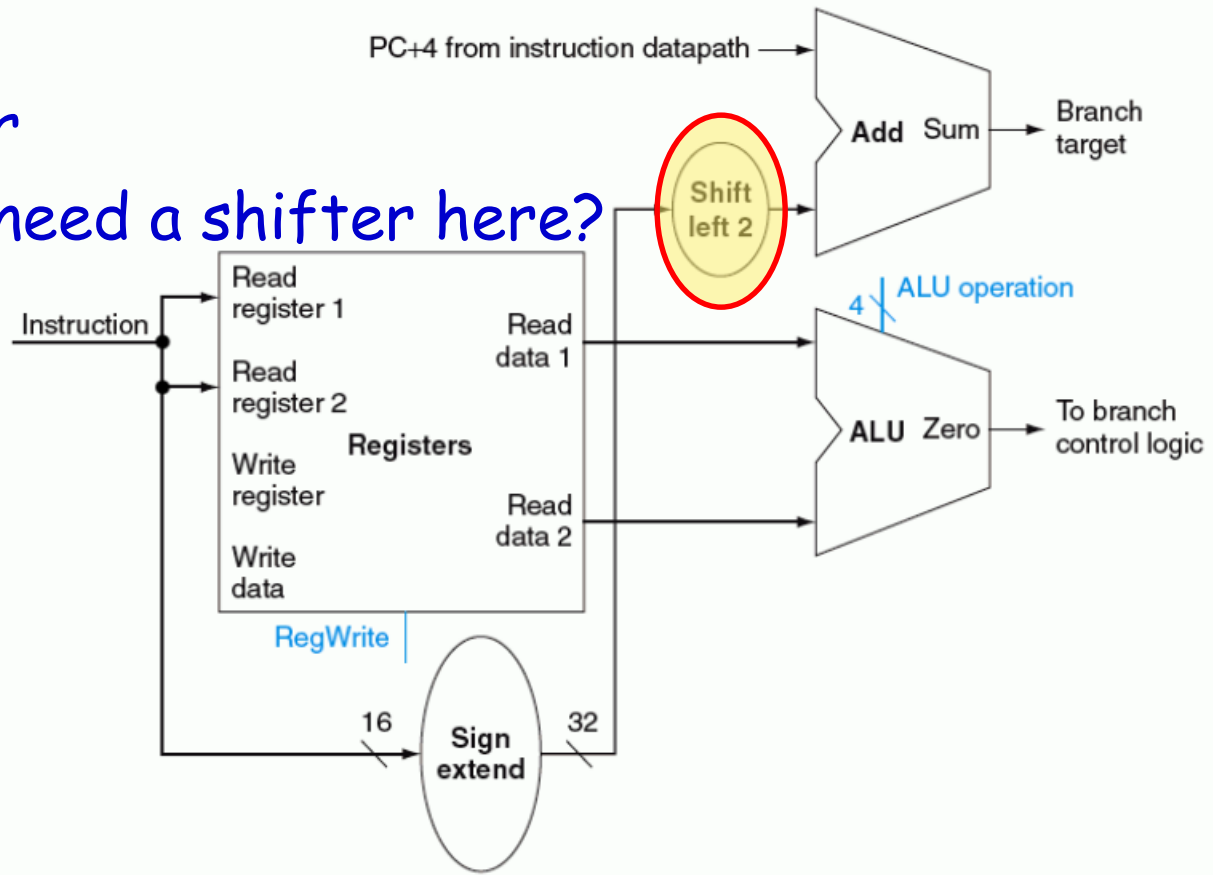 PC+4 from instruction datapath
r
need a shifter here?
Shift
left 2
Add Sum
Branch
target
Instruction
Read
register 1
Read
register 2
Write
register
Write
data
Registers
Read
data 1
Read
data 2
RegWrite
4
ALU operation
ALU Zero
To branch
control logic
16
Sign
extend
32